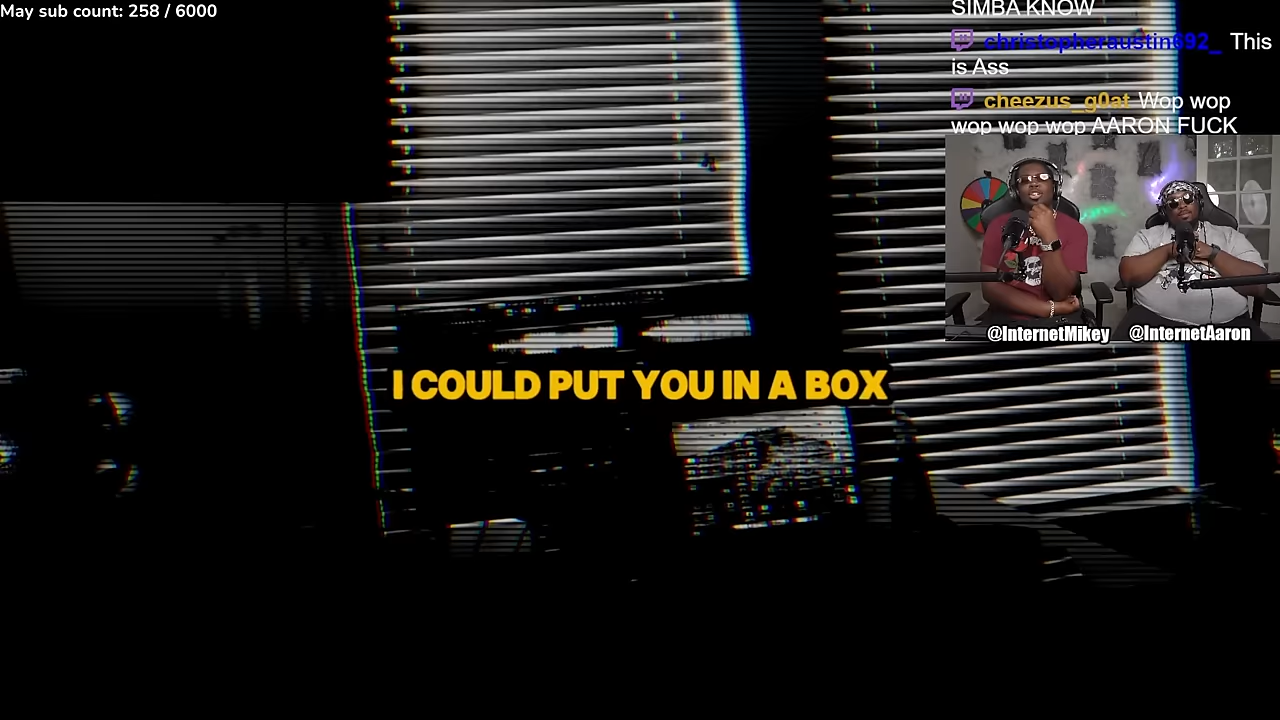 May sub count: 258 / 6000
SIMBA KNOW
christopheraustin692_ This
is Ass
cheezus_g0at Wop wop
wop wop wop AARON FUCK
@InternetMikey @InternetAaron
I COULD PUT YOU IN A BOX